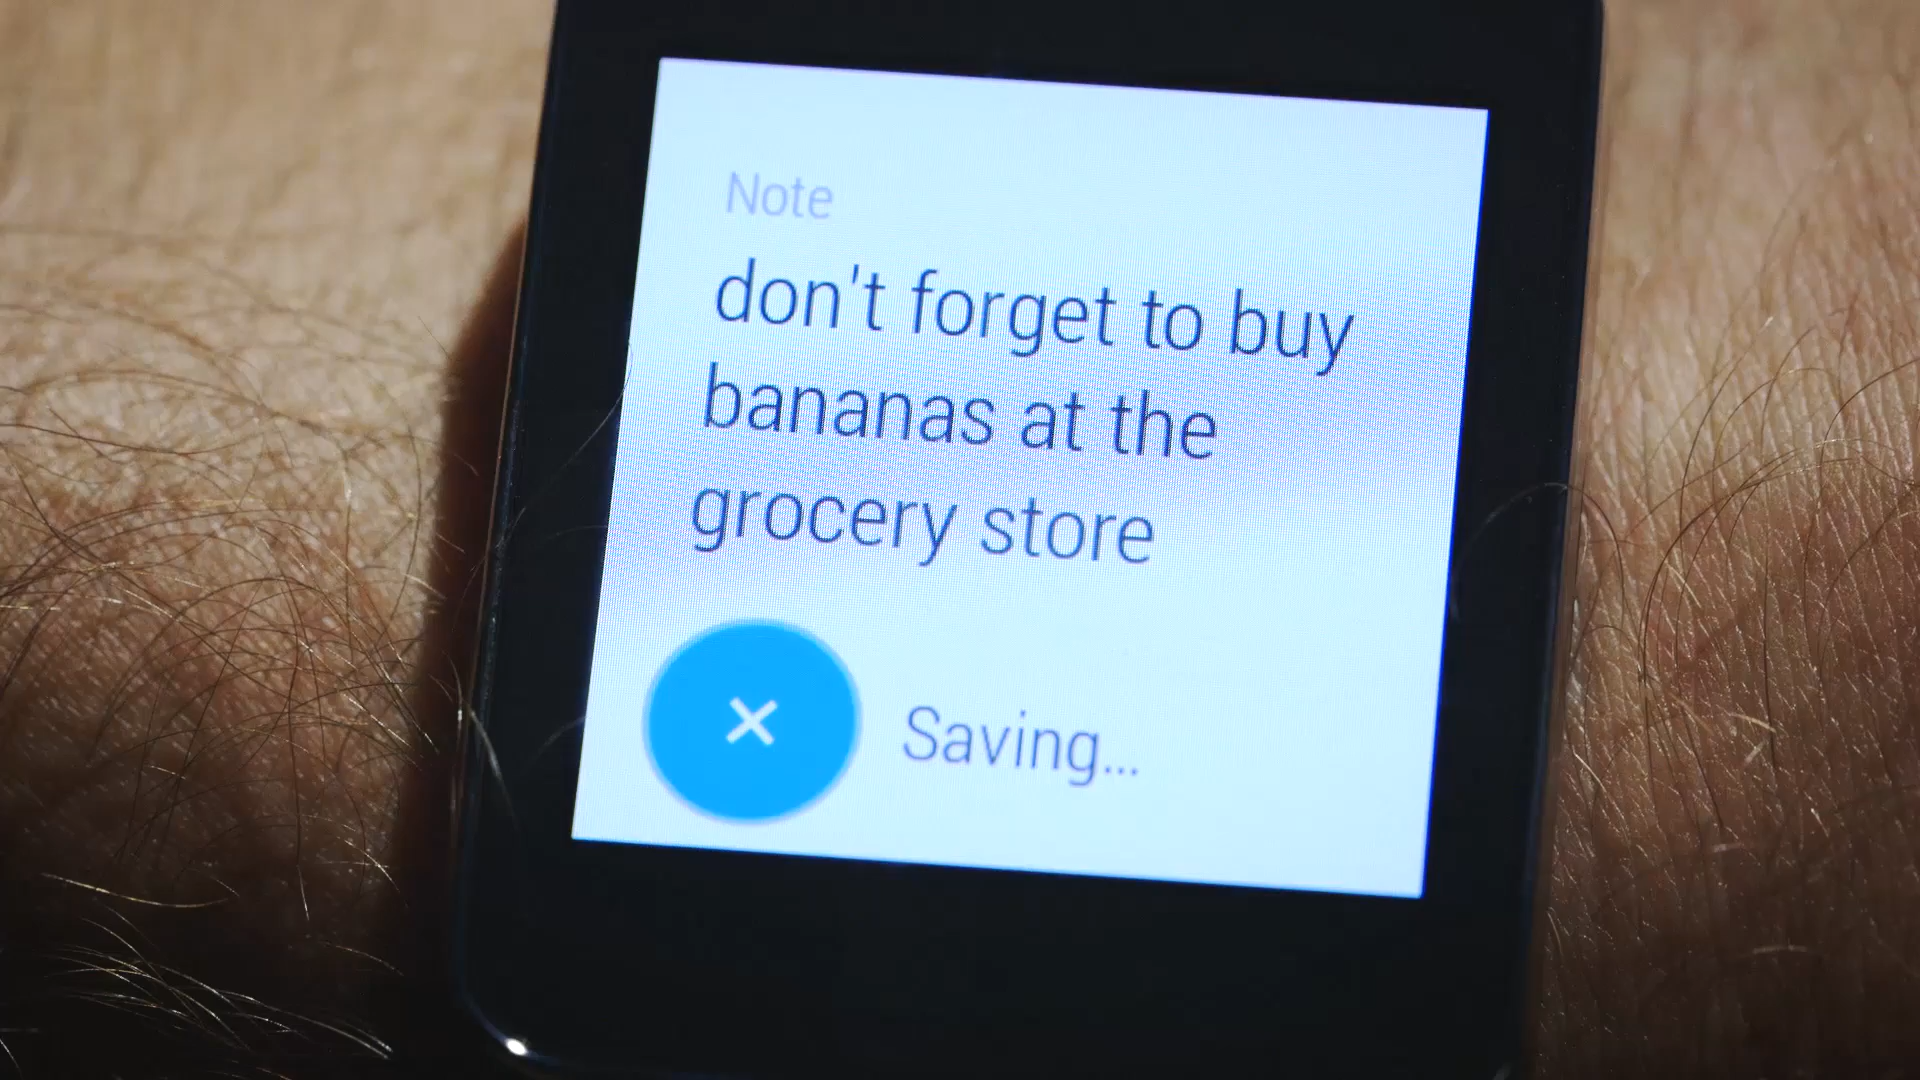 Note
don't forget to buy
bananas at the
grocery store
Saving...